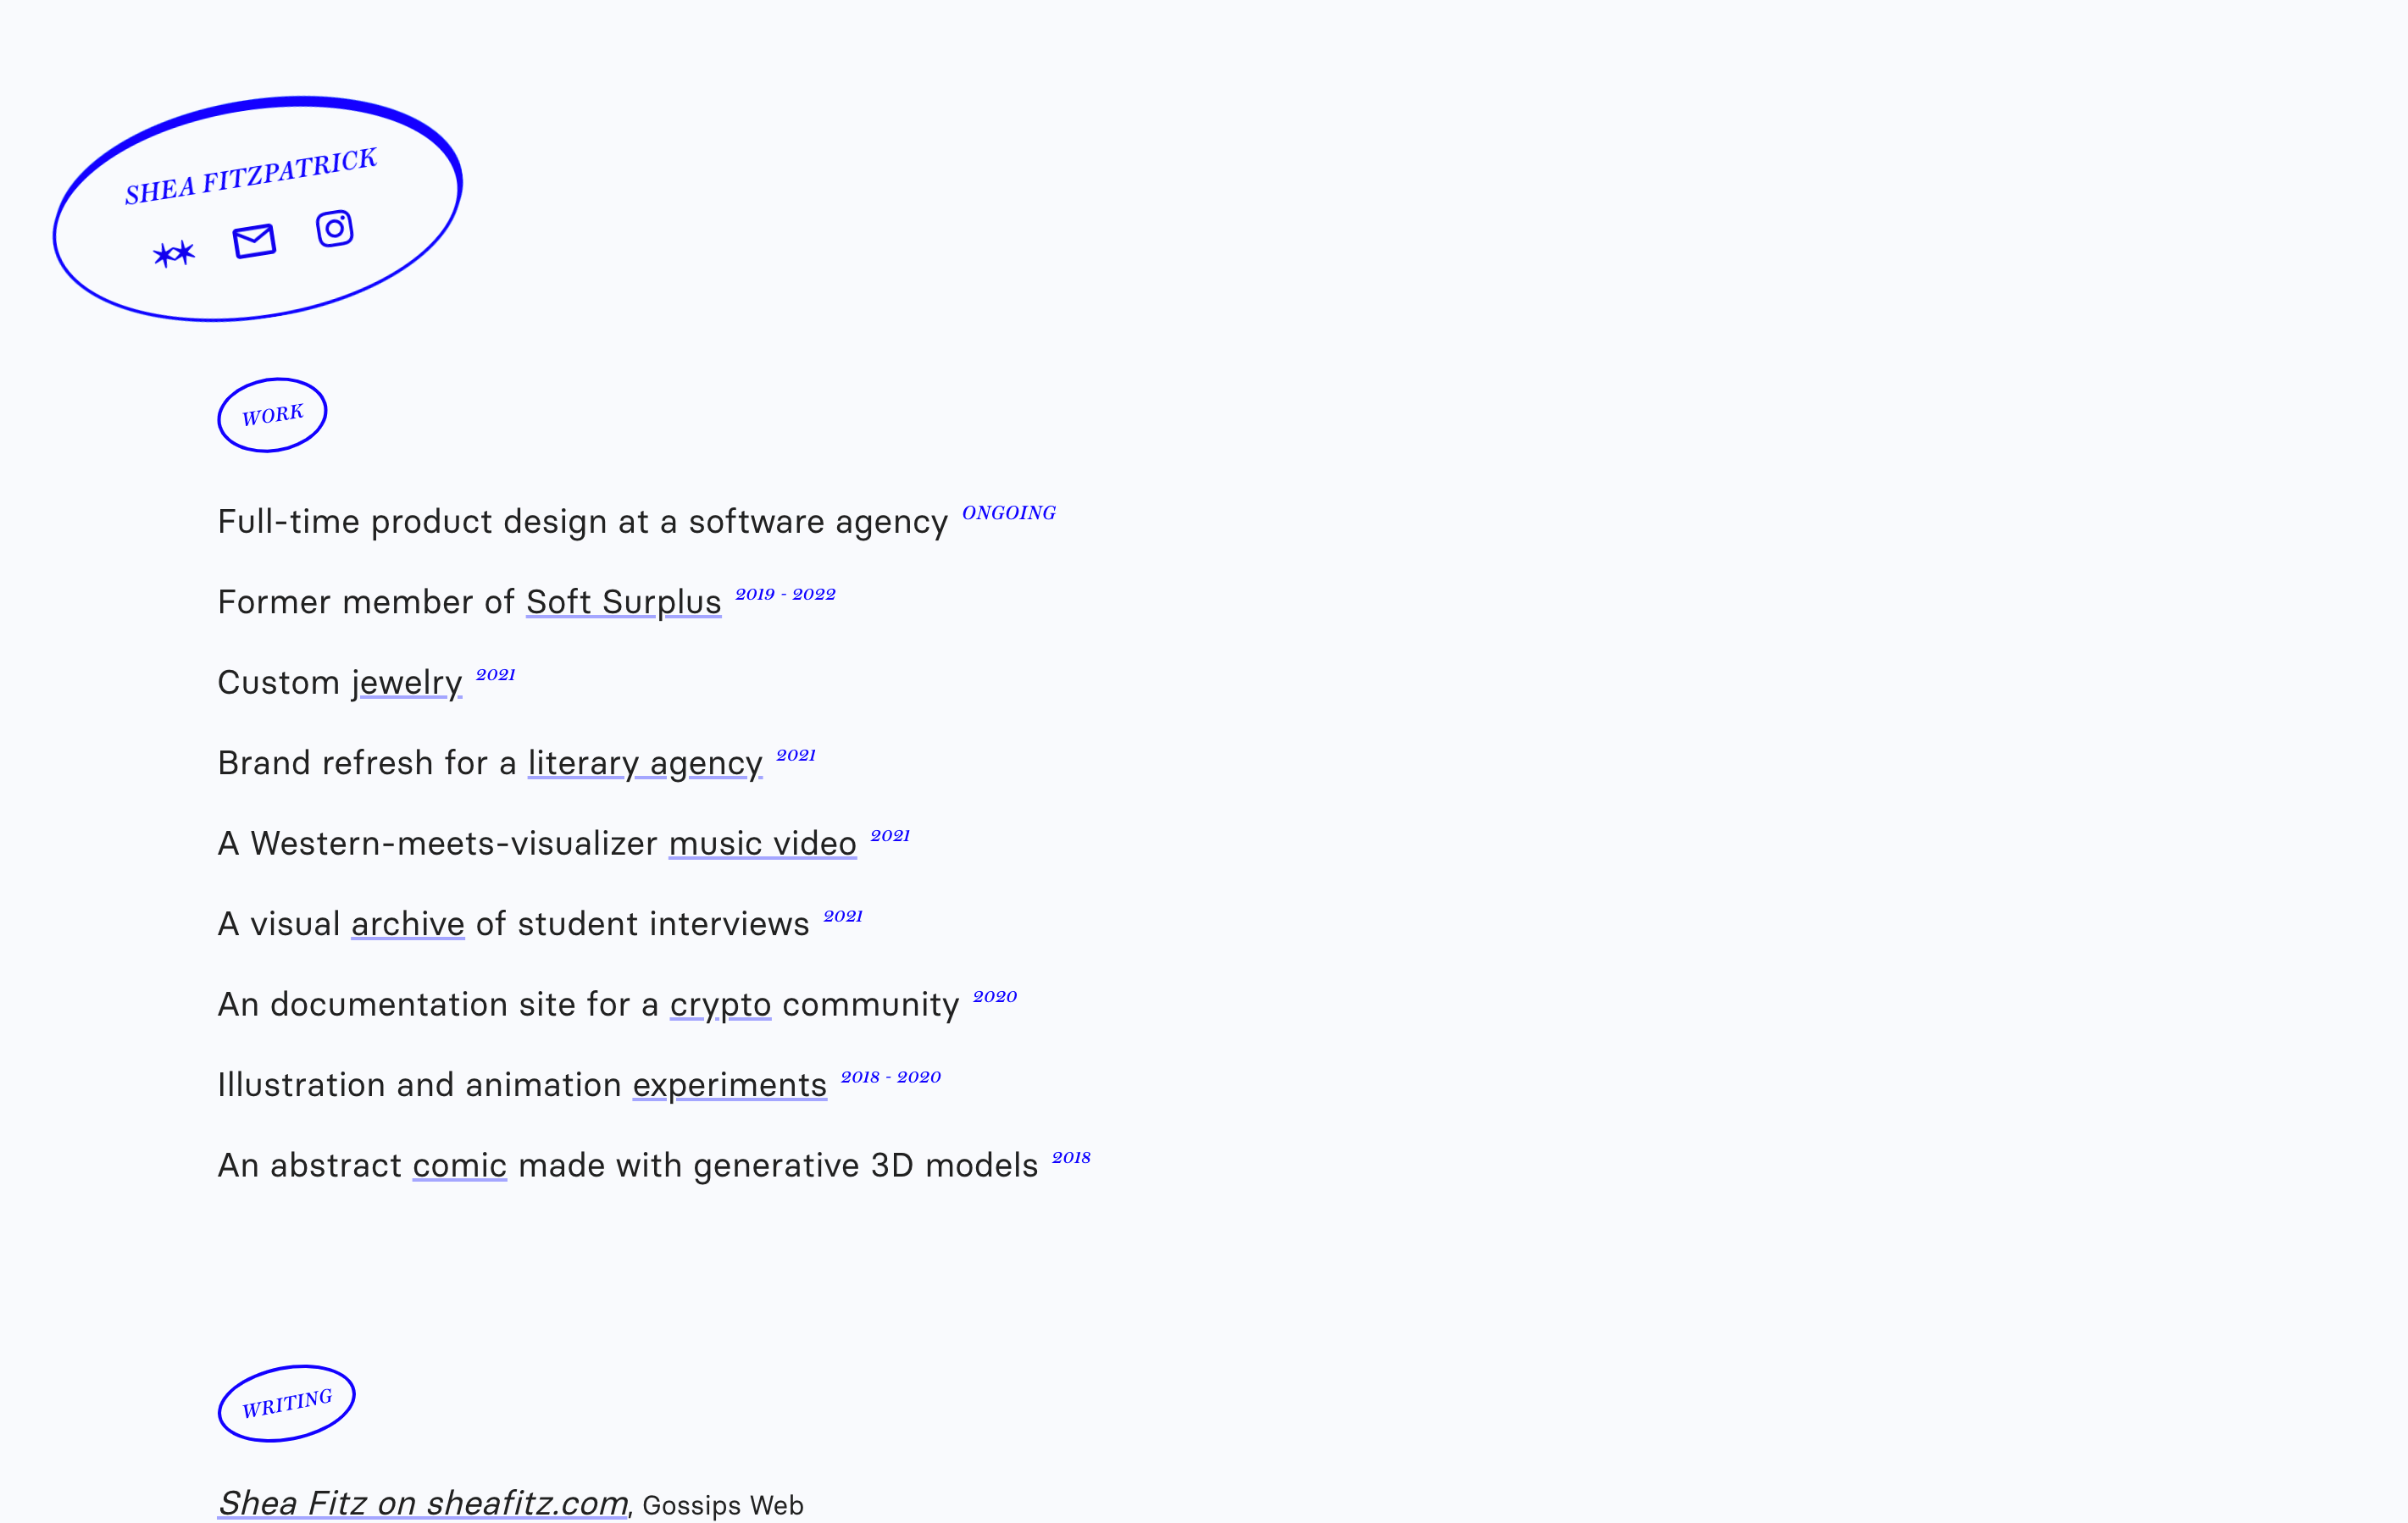 SHEA FITZPATRICK
WORK
Full-time product design at a software agency ONGOING
Former member of Soft Surplus 2019 - 2022
Custom jewelry 2021
Brand refresh for a literary agency 2021
A Western-meets-visualizer music video 2021
A visual archive of student interviews 2021
An documentation site for a crypto community 2020
Illustration and animation experiments 2018 - 2020
An abstract comic made with generative 3D models 2018
WRITING
Shea Fitz on sheafitz.com, Gossips Web